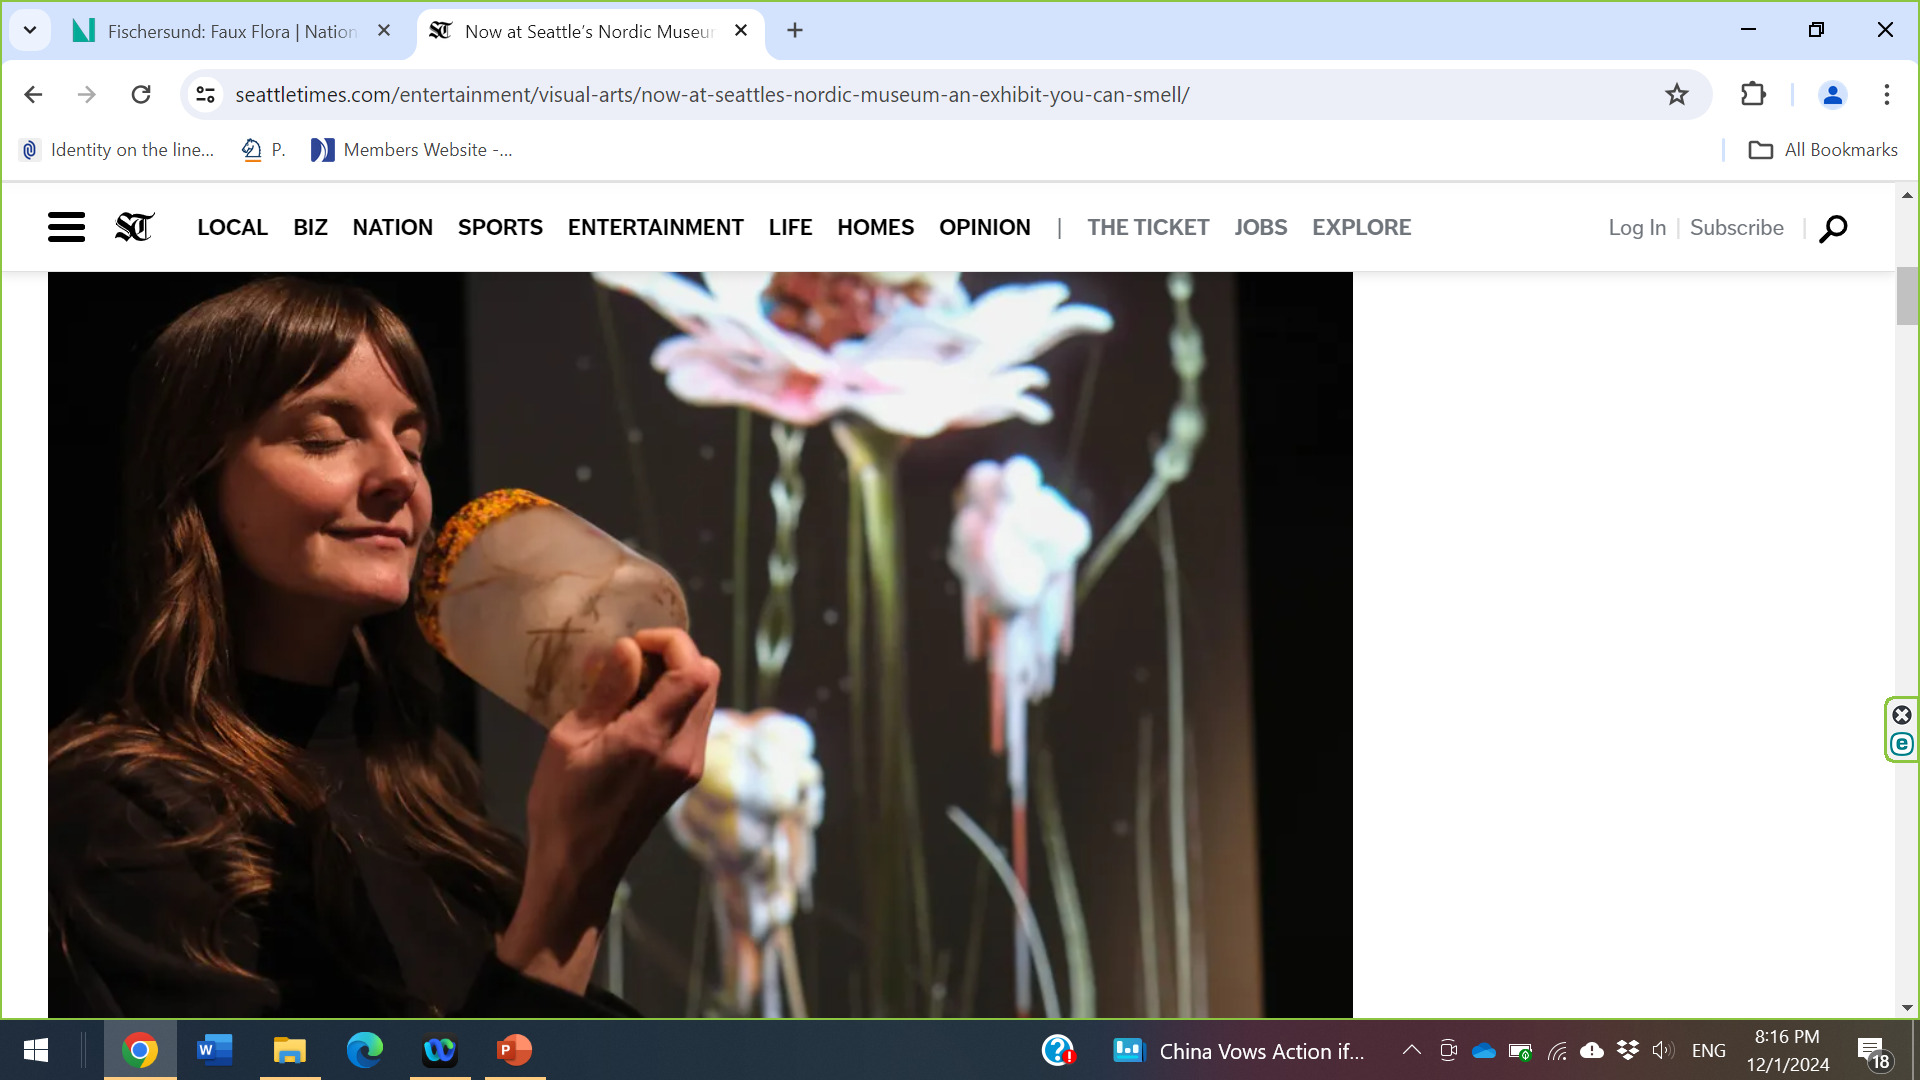 Fischersund: Faux Flora | Nation
Now at Seattle's Nordic Museum
seattletimes.com/entertainment/visual-arts/now-at-seattles-nordic-museum-an-exhibit-you-can-smell/
Identity on the line...
P.
Members Website -...
All Bookmarks
ST
LOCAL BIZ NATION SPORTS ENTERTAINMENT LIFE HOMES OPINION | THE TICKET JOBS EXPLORE
Log In | Subscribe
China Vows Action if...
ENG
8:16 PM
12/1/2024
18